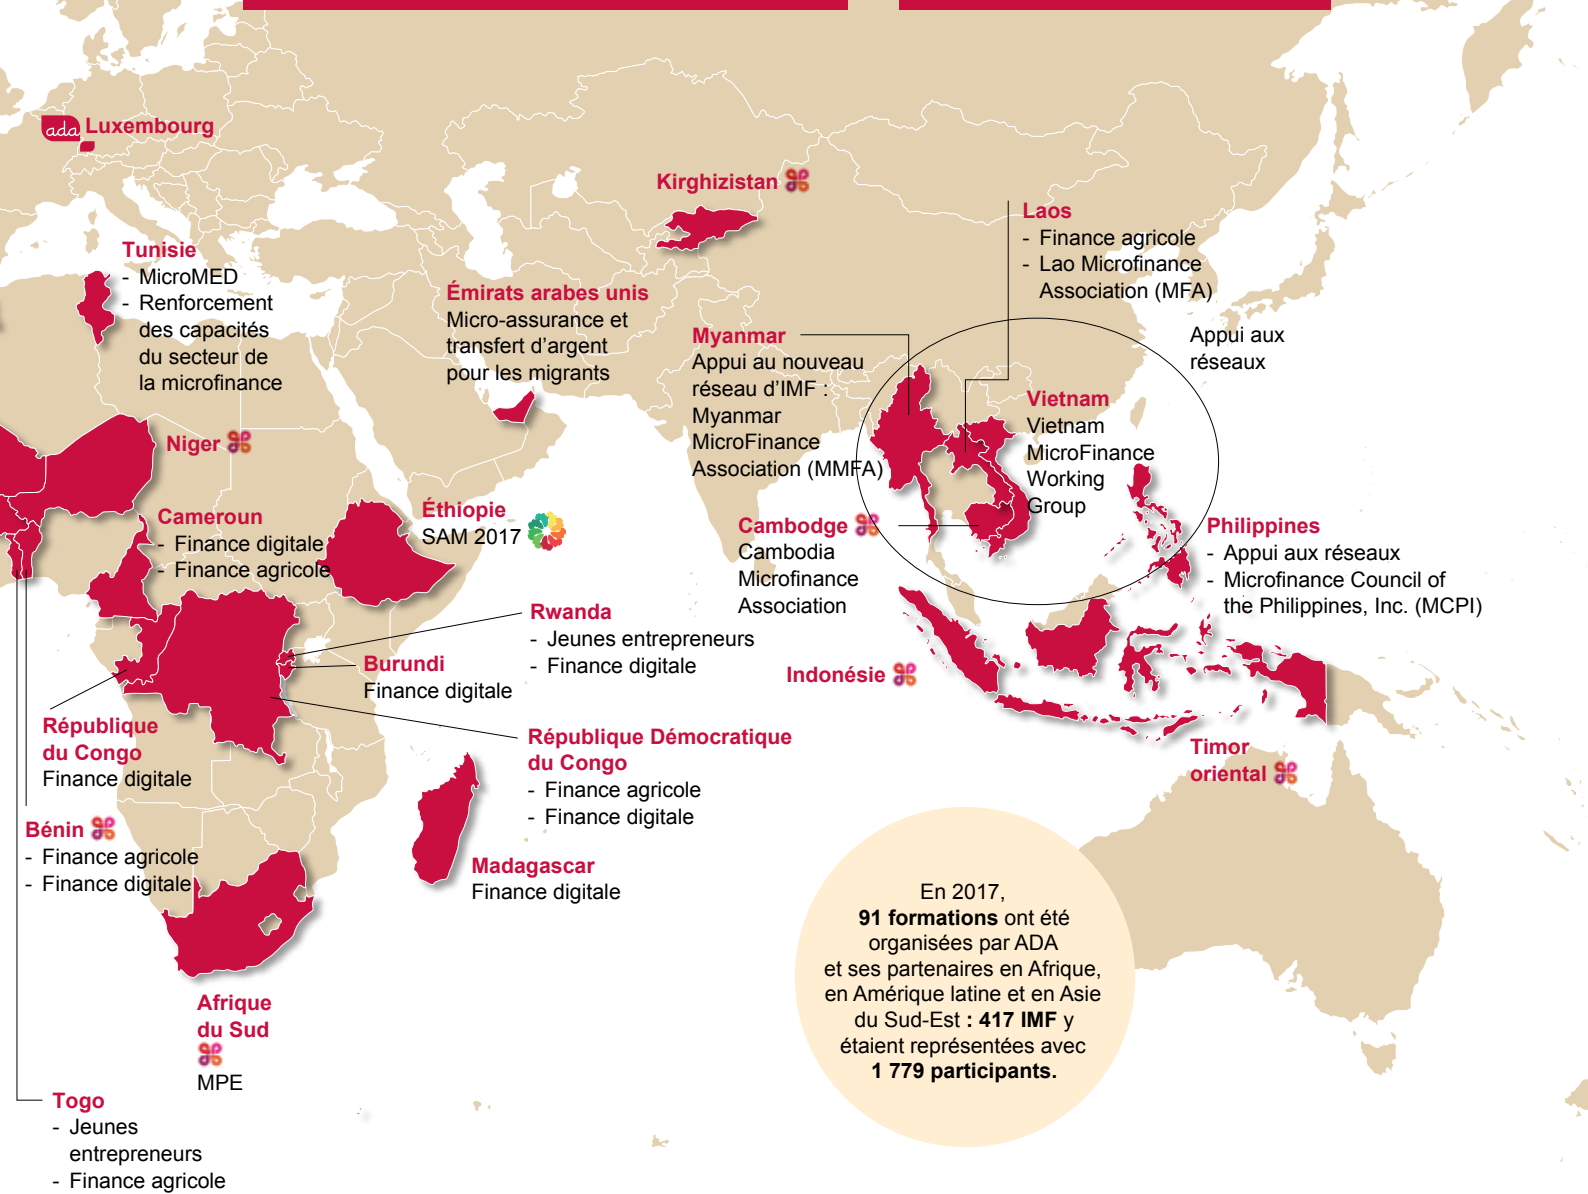 ada
Luxembourg
Kirghizistan
Laos
- Finance agricole
- Lao Microfinance
Association (MFA)
Tunisie
- MicroMED
- Renforcement
des capacités
du secteur de
la microfinance
Émirats arabes unis
Micro-assurance et
transfert d'argent
pour les migrants
Myanmar
Appui au nouveau
réseau d'IMF :
Myanmar
MicroFinance
Association (MMFA)
Appui aux
réseaux
Vietnam
Vietnam
MicroFinance
Working
Group
Niger
Cameroun
- Finance digitale
- Finance agricole
Éthiopie
SAM 2017
Cambodge
Cambodia
Microfinance
Association
Philippines
- Appui aux réseaux
- Microfinance Council of
the Philippines, Inc. (MCPI)
Rwanda
- Jeunes entrepreneurs
- Finance digitale
Burundi
Finance digitale
Indonésie
République
du Congo
Finance digitale
République Démocratique
du Congo
- Finance agricole
- Finance digitale
Timor
oriental
Bénin
- Finance agricole
- Finance digitale
Madagascar
Finance digitale
En 2017,
91 formations ont été
organisées par ADA
et ses partenaires en Afrique,
en Amérique latine et en Asie
du Sud-Est : 417 IMF y
étaient représentées avec
1 779 participants.
Afrique
du Sud
MPE
Togo
- Jeunes
entrepreneurs
- Finance agricole